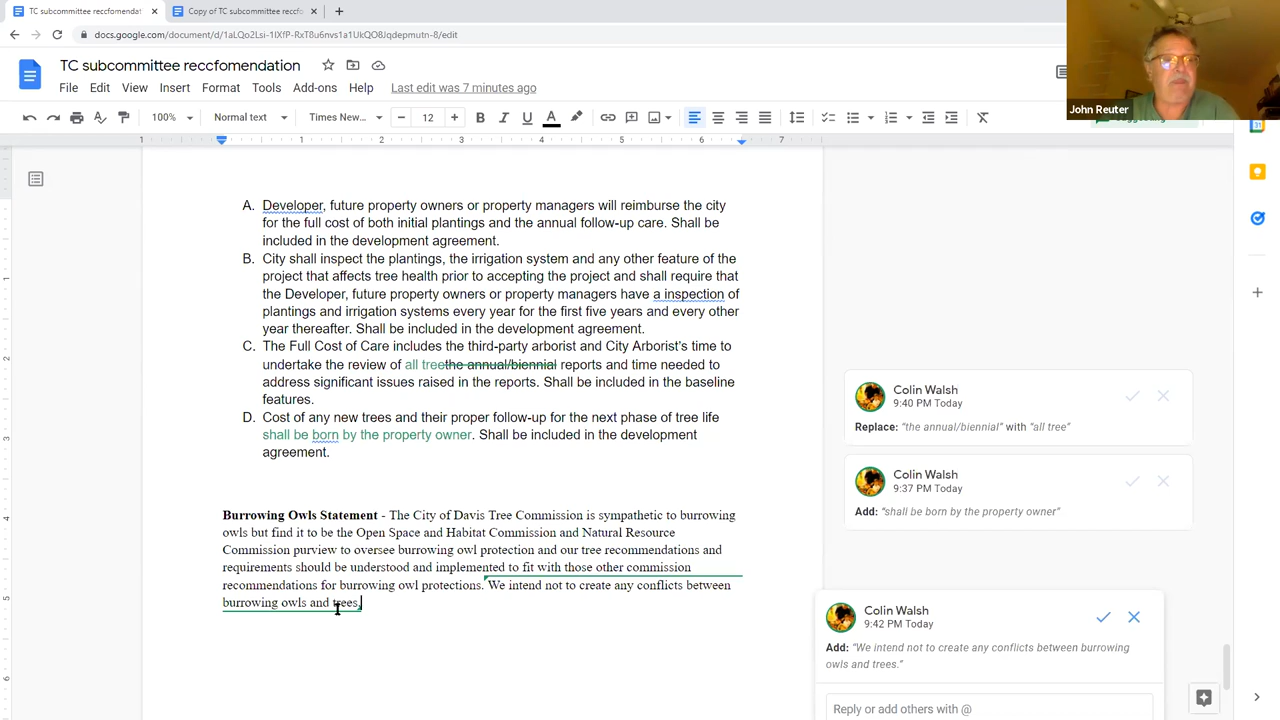 TC subcommittee reccfomendat
Copy of TC subcommittee reccfo
docs.google.com/document/d/1aLQo2Lsi-1IXfP-RxT8u6nvs1a1UkQO8Jqdepmutn-8/edit
TC subcommittee reccfomendation
File Edit View Insert Format Tools Add-ons Help Last edit was 7 minutes ago
100% Normal text Times New... 12
John Reuter
1 1 2 3 4 5 6 7
A. Developer, future property owners or property managers will reimburse the city
for the full cost of both initial plantings and the annual follow-up care. Shall be
included in the development agreement.
B. City shall inspect the plantings, the irrigation system and any other feature of the
project that affects tree health prior to accepting the project and shall require that
the Developer, future property owners or property managers have a inspection of
plantings and irrigation systems every year for the first five years and every other
year thereafter. Shall be included in the development agreement.
C. The Full Cost of Care includes the third-party arborist and City Arborist's time to
undertake the review of all treethe annual/biennial reports and time needed to
address significant issues raised in the reports. Shall be included in the baseline
features.
D. Cost of any new trees and their proper follow-up for the next phase of tree life
shall be born by the property owner. Shall be included in the development
agreement.
Burrowing Owls Statement - The City of Davis Tree Commission is sympathetic to burrowing
owls but find it to be the Open Space and Habitat Commission and Natural Resource
Commission purview to oversee burrowing owl protection and our tree recommendations and
requirements should be understood and implemented to fit with those other commission
recommendations for burrowing owl protections. We intend not to create any conflicts between
burrowing owls and trees.
Colin Walsh
9:40 PM Today
Replace: "the annual/biennial" with "all tree"
Colin Walsh
9:37 PM Today
Add: "shall be born by the property owner"
Colin Walsh
9:42 PM Today
Add: "We intend not to create any conflicts between burrowing
owls and trees."
Reply or add others with @